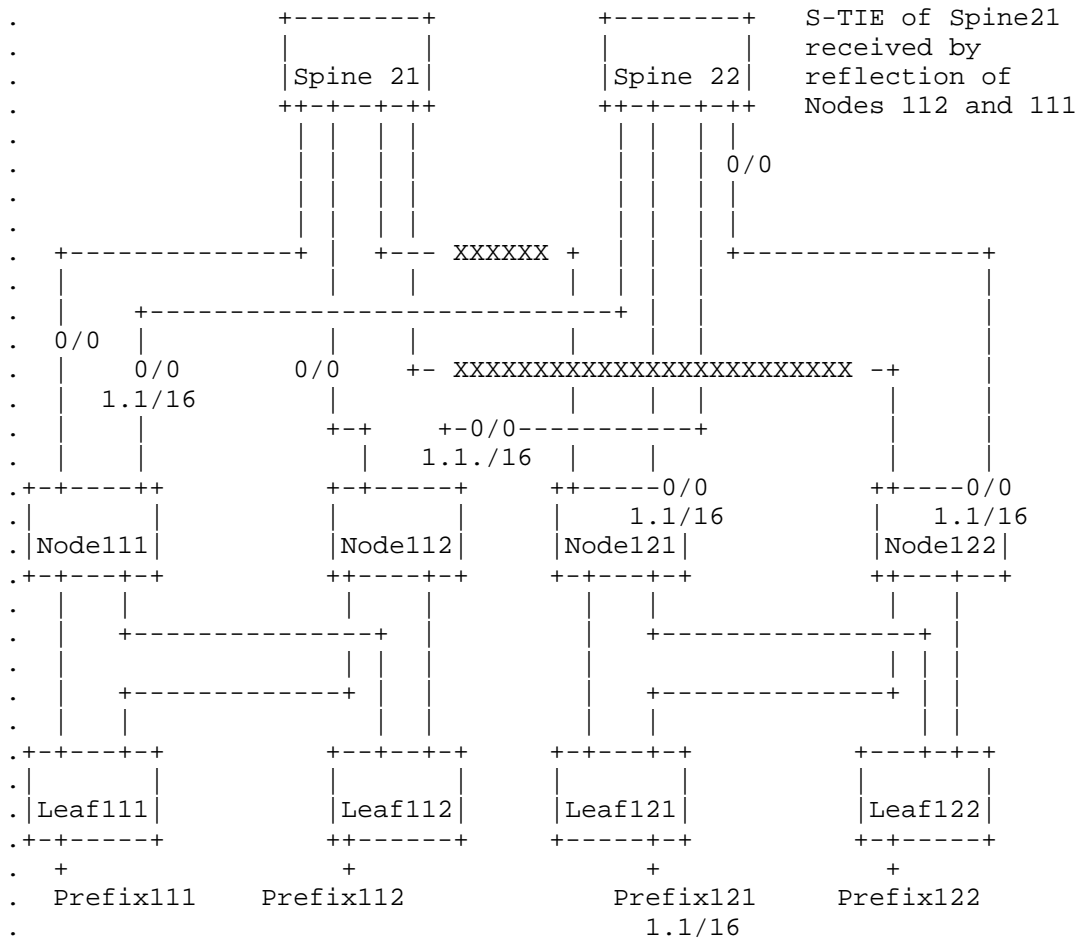 S-TIE of Spine21
received by
Spine 21 Spine 22 reflection of
Nodes 112 and 111
0/0
XXXXXX
0/0
0/0 0/0 XXXXXXXXXXXXXXXXXXXXXXXXX
1.1/16
0/0
1.1./16
0/0 0/0
1.1/16 1.1/16
Node111 Node112 Node121 Node122
Leaf111 Leaf112 Leaf121 Leaf122
Prefix111 Prefix112 Prefix121 Prefix122
1.1/16